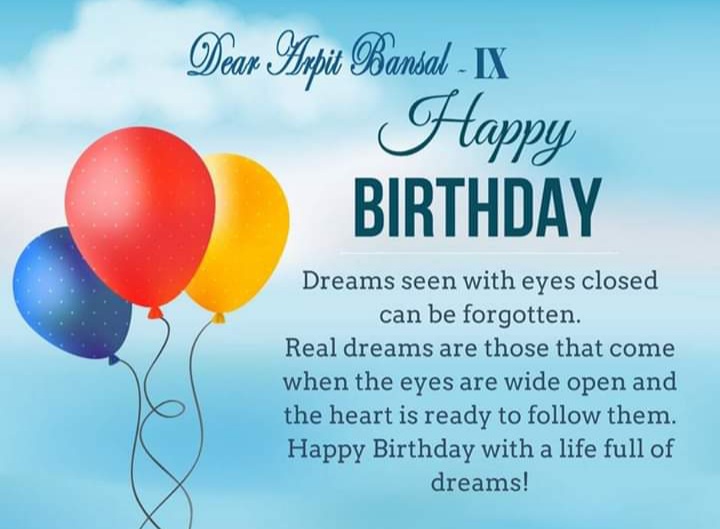 Dear Arpit Bansal - IX
Happy
BIRTHDAY
Dreams seen with eyes closed
can be forgotten.
Real dreams are those that come
when the eyes are wide open and
the heart is ready to follow them.
Happy Birthday with a life full of
dreams!